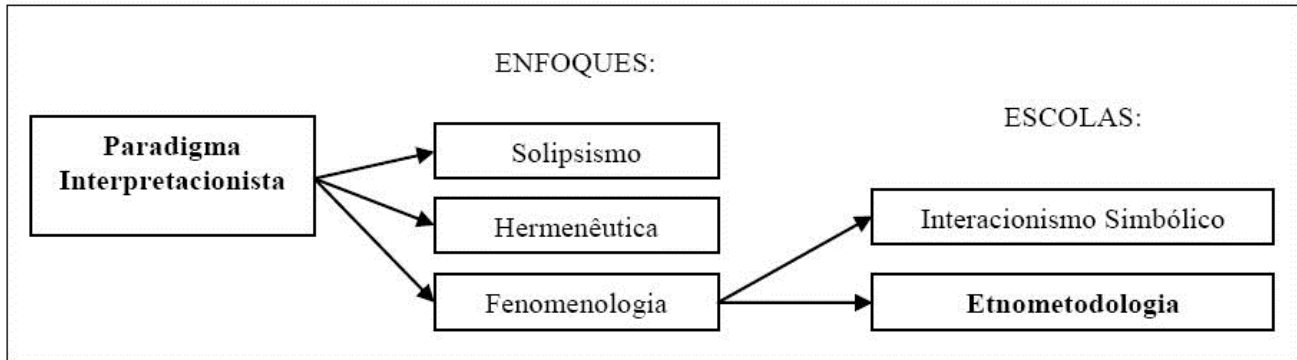 ENFOQUES:
ESCOLAS:
Paradigma
Interpretacionista
Solipsismo
Hermenêutica
Fenomenologia
Interacionismo Simbólico
Etnometodologia